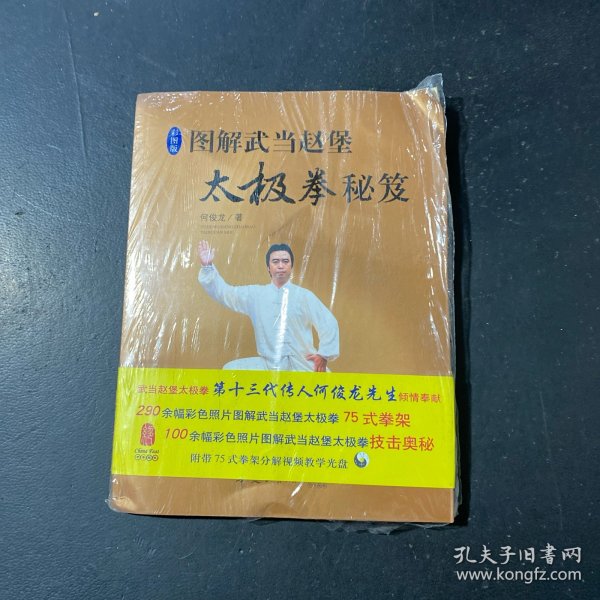 彩图版
图解武当赵堡
太极拳秘笈
何俊龙/著
武当赵堡太极拳 第十三代传人何俊龙先生倾情奉献
290余幅彩色照片图解武当赵堡太极拳 75式拳架
100余幅彩色照片图解武当赵堡太极拳技击奥秘
附带75式拳架分解视频教学光盘
孔夫子旧书网
www.kongfz.com